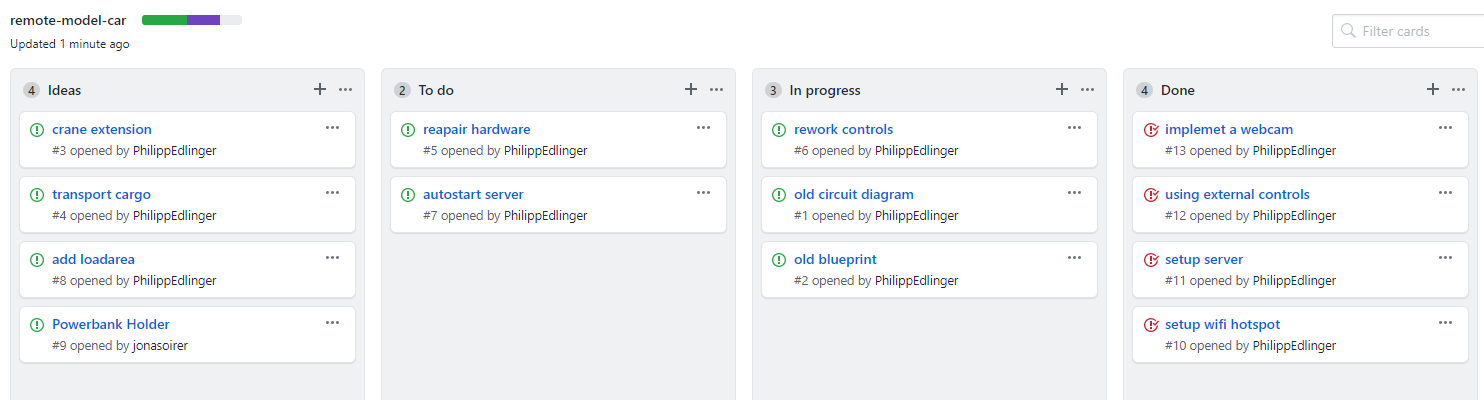 remote-model-car
Updated 1 minute ago
Filter cards
4 Ideas
crane extension
#3 opened by PhilippEdlinger
transport cargo
#4 opened by PhilippEdlinger
add loadarea
#8 opened by PhilippEdlinger
Powerbank Holder
#9 opened by jonasoirer
2 To do
reapair hardware
#5 opened by PhilippEdlinger
autostart server
#7 opened by PhilippEdlinger
3 In progress
rework controls
#6 opened by PhilippEdlinger
old circuit diagram
#1 opened by PhilippEdlinger
old blueprint
#2 opened by PhilippEdlinger
4 Done
implemet a webcam
#13 opened by PhilippEdlinger
using external controls
#12 opened by PhilippEdlinger
setup server
#11 opened by PhilippEdlinger
setup wifi hotspot
#10 opened by PhilippEdlinger